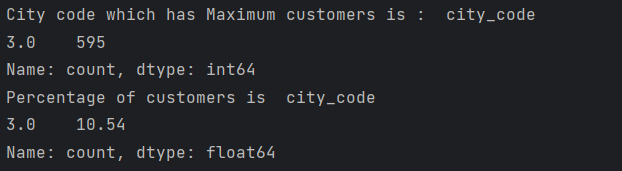 City code which has Maximum customers is :  city_code
3.0    595
Name: count, dtype: int64
Percentage of customers is  city_code
3.0    10.54
Name: count, dtype: float64